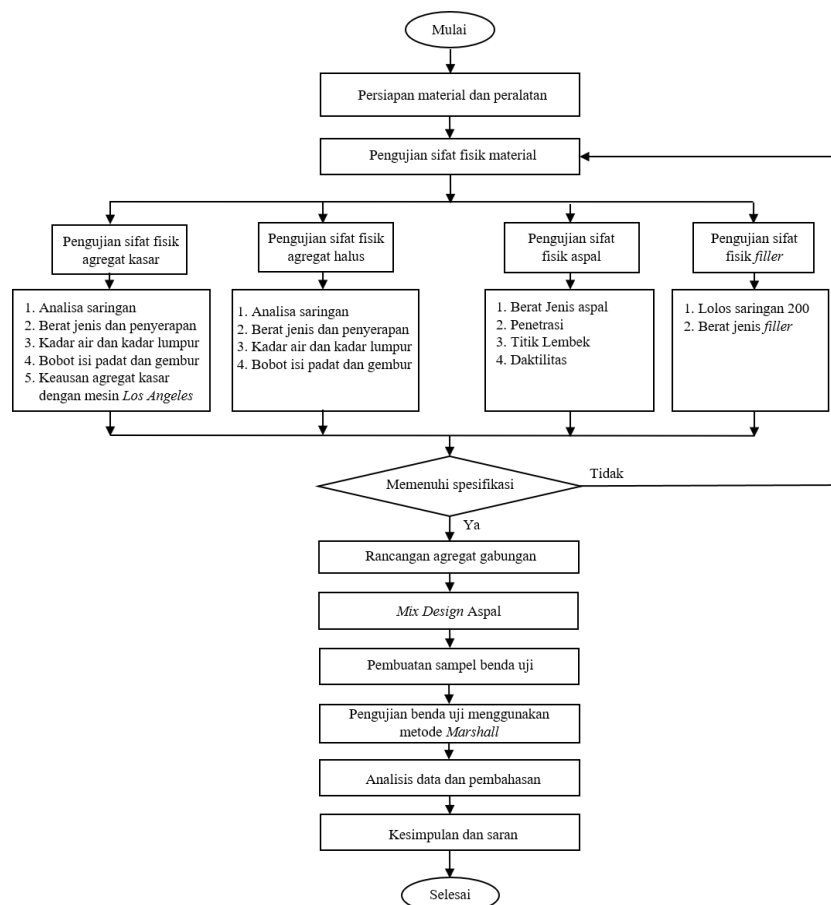 Mulai
Persiapan material dan peralatan
Pengujian sifat fisik material
Pengujian sifat fisik
agregat kasar
Pengujian sifat fisik
agregat halus
Pengujian sifat
fisik aspal
Pengujian sifat
fisik filler
1. Analisa saringan
2. Berat jenis dan penyerapan
3. Kadar air dan kadar lumpur
4. Bobot isi padat dan gembur
5. Keausan agregat kasar
dengan mesin Los Angeles
1. Analisa saringan
2. Berat jenis dan penyerapan
3. Kadar air dan kadar lumpur
4. Bobot isi padat dan gembur
1. Berat Jenis aspal
2. Penetrasi
3. Titik Lembek
4. Daktilitas
1. Lolos saringan 200
2. Berat jenis filler
Memenuhi spesifikasi
Tidak
Ya
Rancangan agregat gabungan
Mix Design Aspal
Pembuatan sampel benda uji
Pengujian benda uji menggunakan
metode Marshall
Analisis data dan pembahasan
Kesimpulan dan saran
Selesai